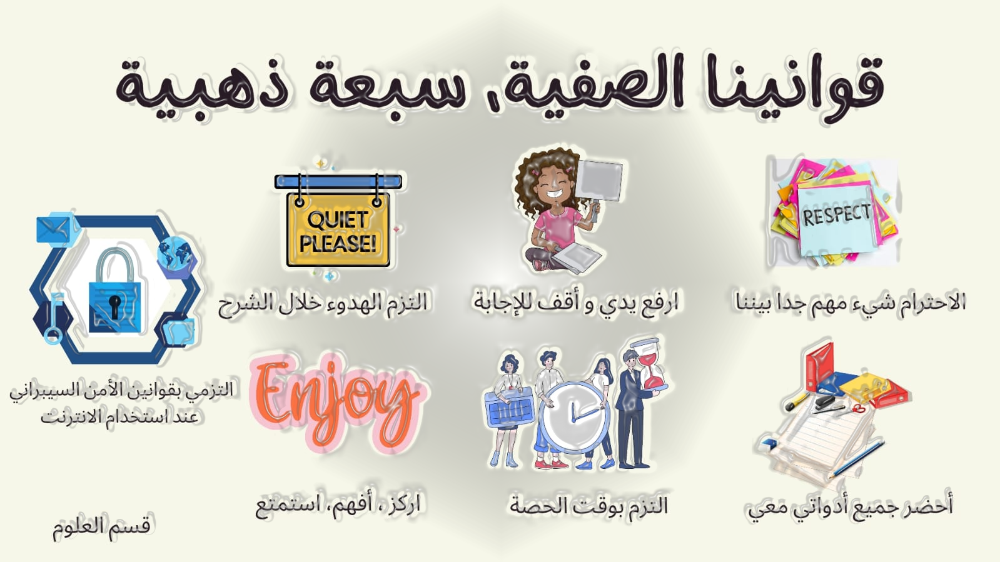 قوانينا الصفية, سبعة ذهبية
RESPECT
الاحترام شيء مهم جدا بيننا
ارفع يدي و أقف للإجابة
QUIET
PLEASE!
التزم الهدوء خلال الشرح
أحضر جميع أدواتي معي
التزم بوقت الحصة
Enjoy
اركز ، أفهم، استمتع
التزمي بقوانين الأمن السيبراني
عند استخدام الانترنت
قسم العلوم